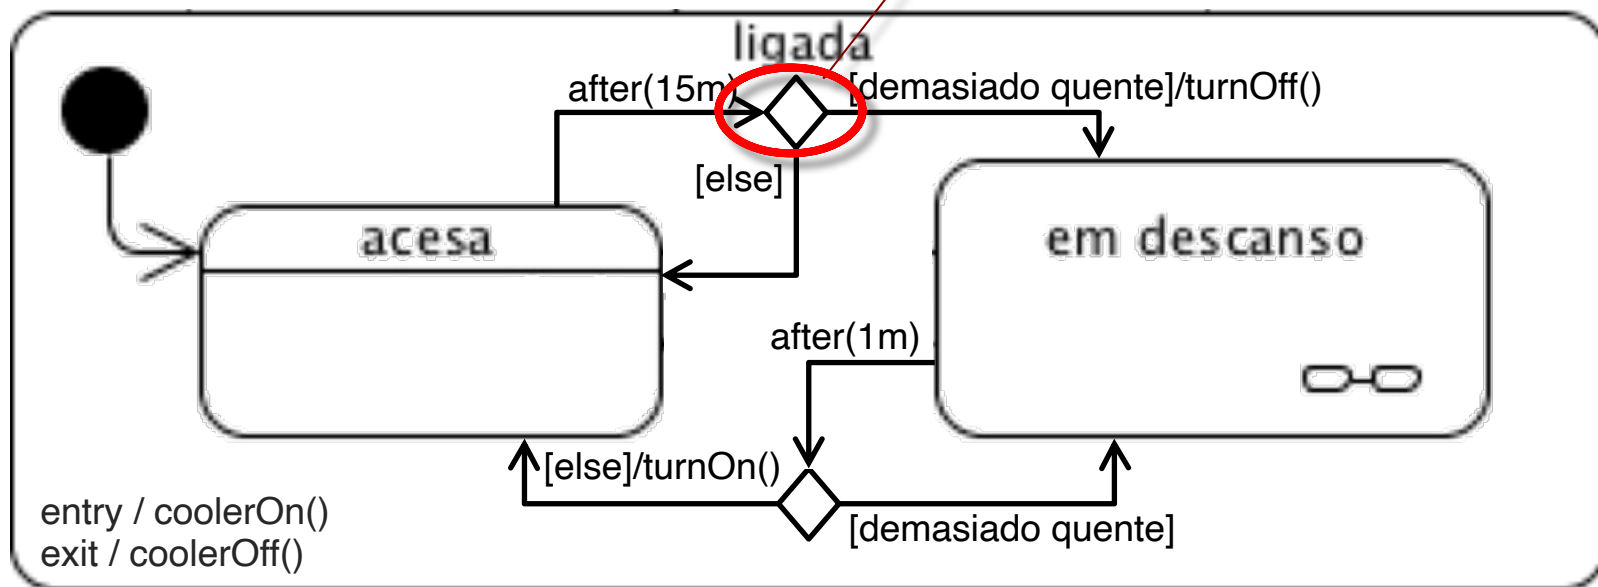 ligada
after(15m)
[demasiado quente]/turnOff()
[else]
acesa
em descanso
after(1m)
[else]/turnOn()
[demasiado quente]
entry / coolerOn()
exit / coolerOff()